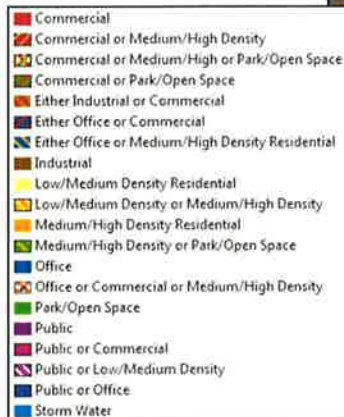 Commercial
Commercial or Medium/High Density
Commercial or Medium/High or Park/Open Space
Commercial or Park/Open Space
Either Industrial or Commercial
Either Office or Commercial
Either Office or Medium/High Density Residential
Industrial
Low/Medium Density Residential
Low/Medium Density or Medium/High Density
Medium/High Density Residential
Medium/High Density or Park/Open Space
Office
Office or Commercial or Medium/High Density
Park/Open Space
Public
Public or Commercial
Public or Low/Medium Density
Public or Office
Storm Water